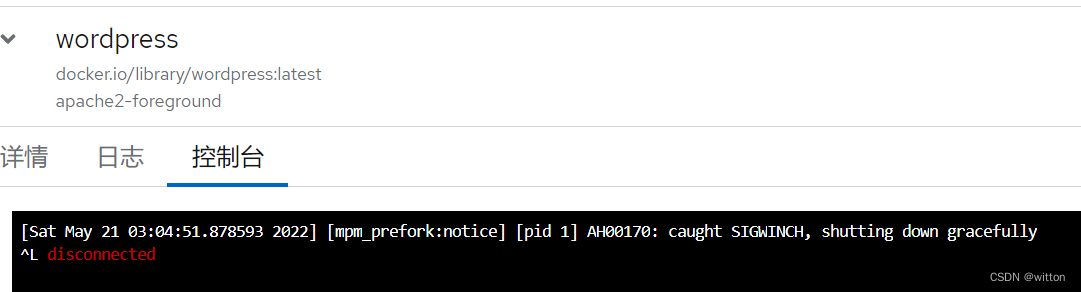 wordpress
docker.io/library/wordpress:latest
apache2-foreground
详情 日志 控制台
[Sat May 21 03:04:51.878593 2022] [mpm_prefork:notice] [pid 1] AH00170: caught SIGWINCH, shutting down gracefully
^L disconnected
CSDN @witton